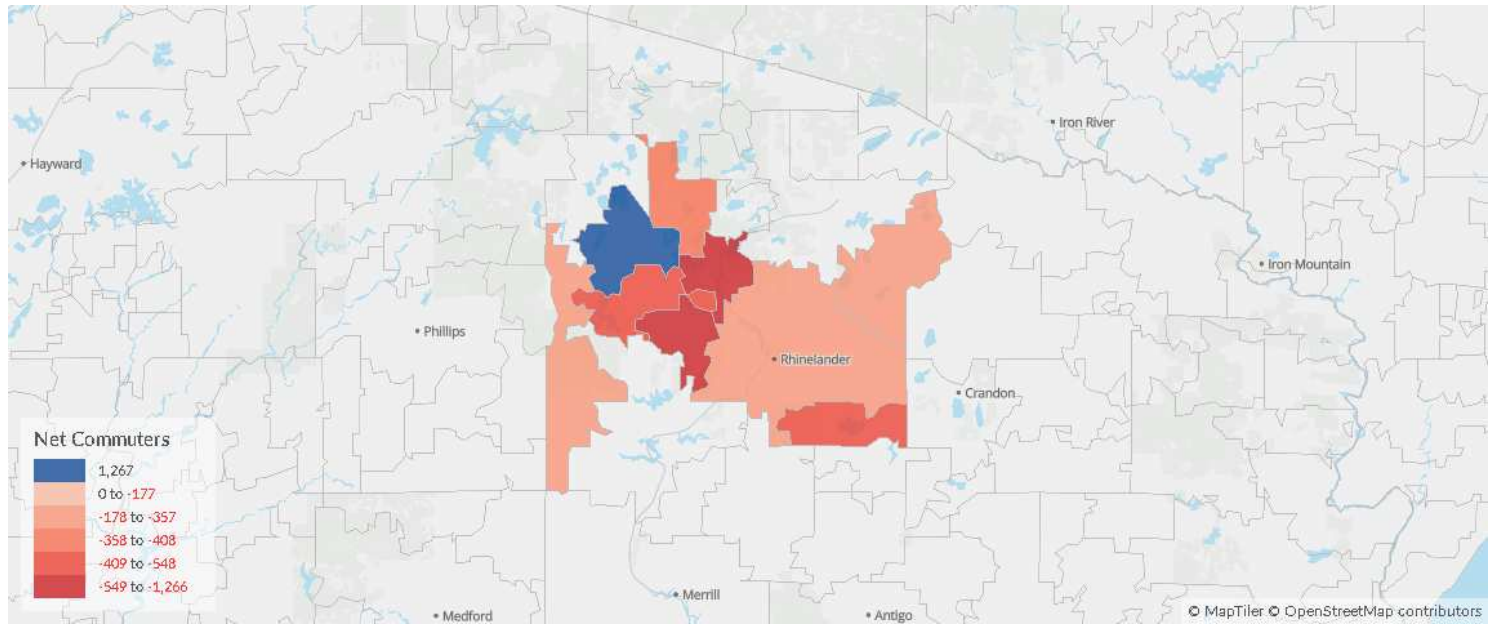 Iron River
Hayward
Iron Mountain
Phillips
Rhinelander
Crandon
Net Commuters
1,267
0 to -177
-178 to -357
-358 to -408
-409 to -548
-549 to -1,266
Merrill
Medford
Antigo
© MapTiler © OpenStreetMap contributors